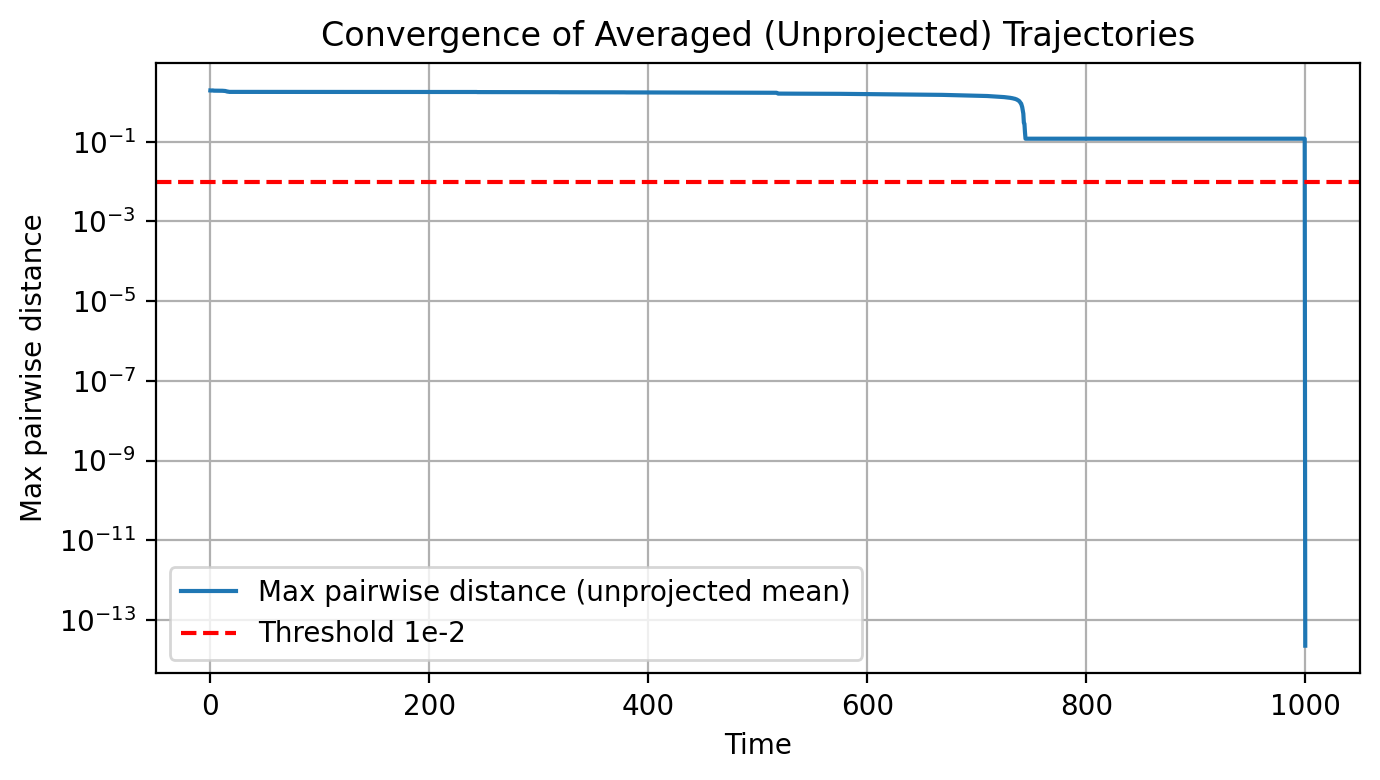 Convergence of Averaged (Unprojected) Trajectories
Max pairwise distance
10⁻¹
10⁻³
10⁻⁵
10⁻⁷
10⁻⁹
10⁻¹¹
10⁻¹³
Max pairwise distance (unprojected mean)
Threshold 1e-2
0 200 400 600 800 1000
Time